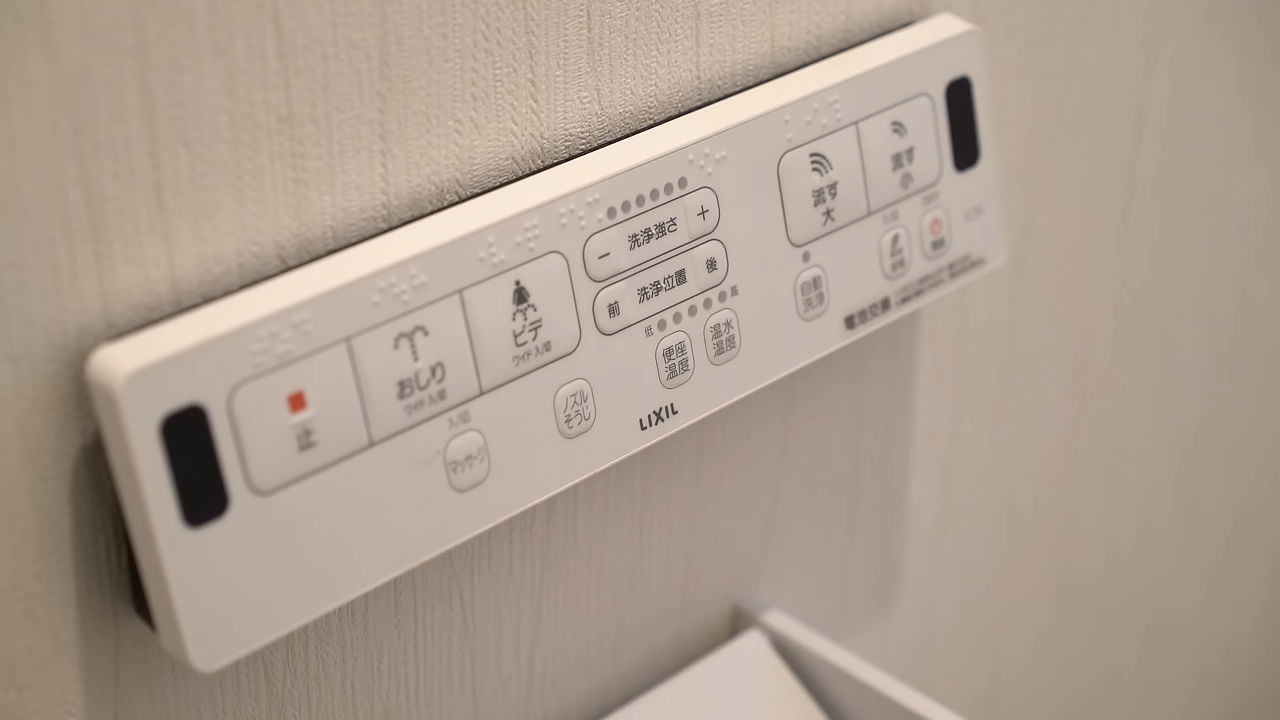 止
おしり
ワイド入/切
ビデ
ワイド入/切
− 洗浄強さ +
前 洗浄位置 後
低
高
流す
大
流す
小
入/切
マッサージ
ノズル
そうじ
便座
温度
温水
温度
自動
洗浄
電池交換
LIXIL